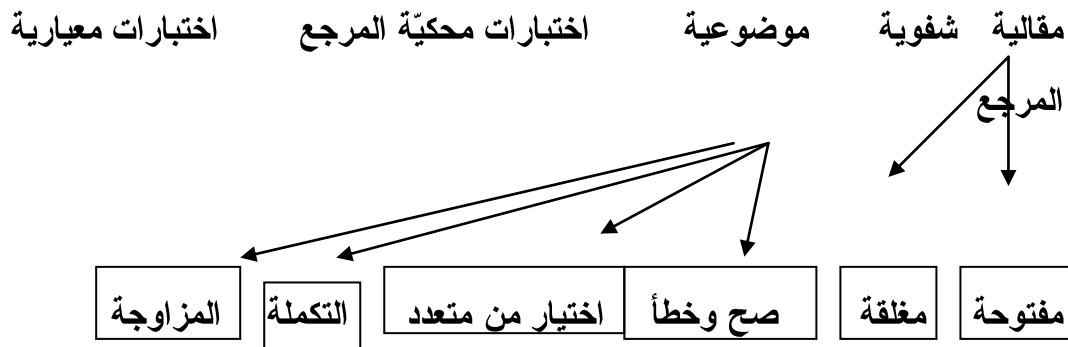 مقالية شفوية موضوعية اختبارات محكيّة المرجع اختبارات معيارية
المرجع
مفتوحة مغلقة صح وخطأ اختيار من متعدد التكملة المزاوجة